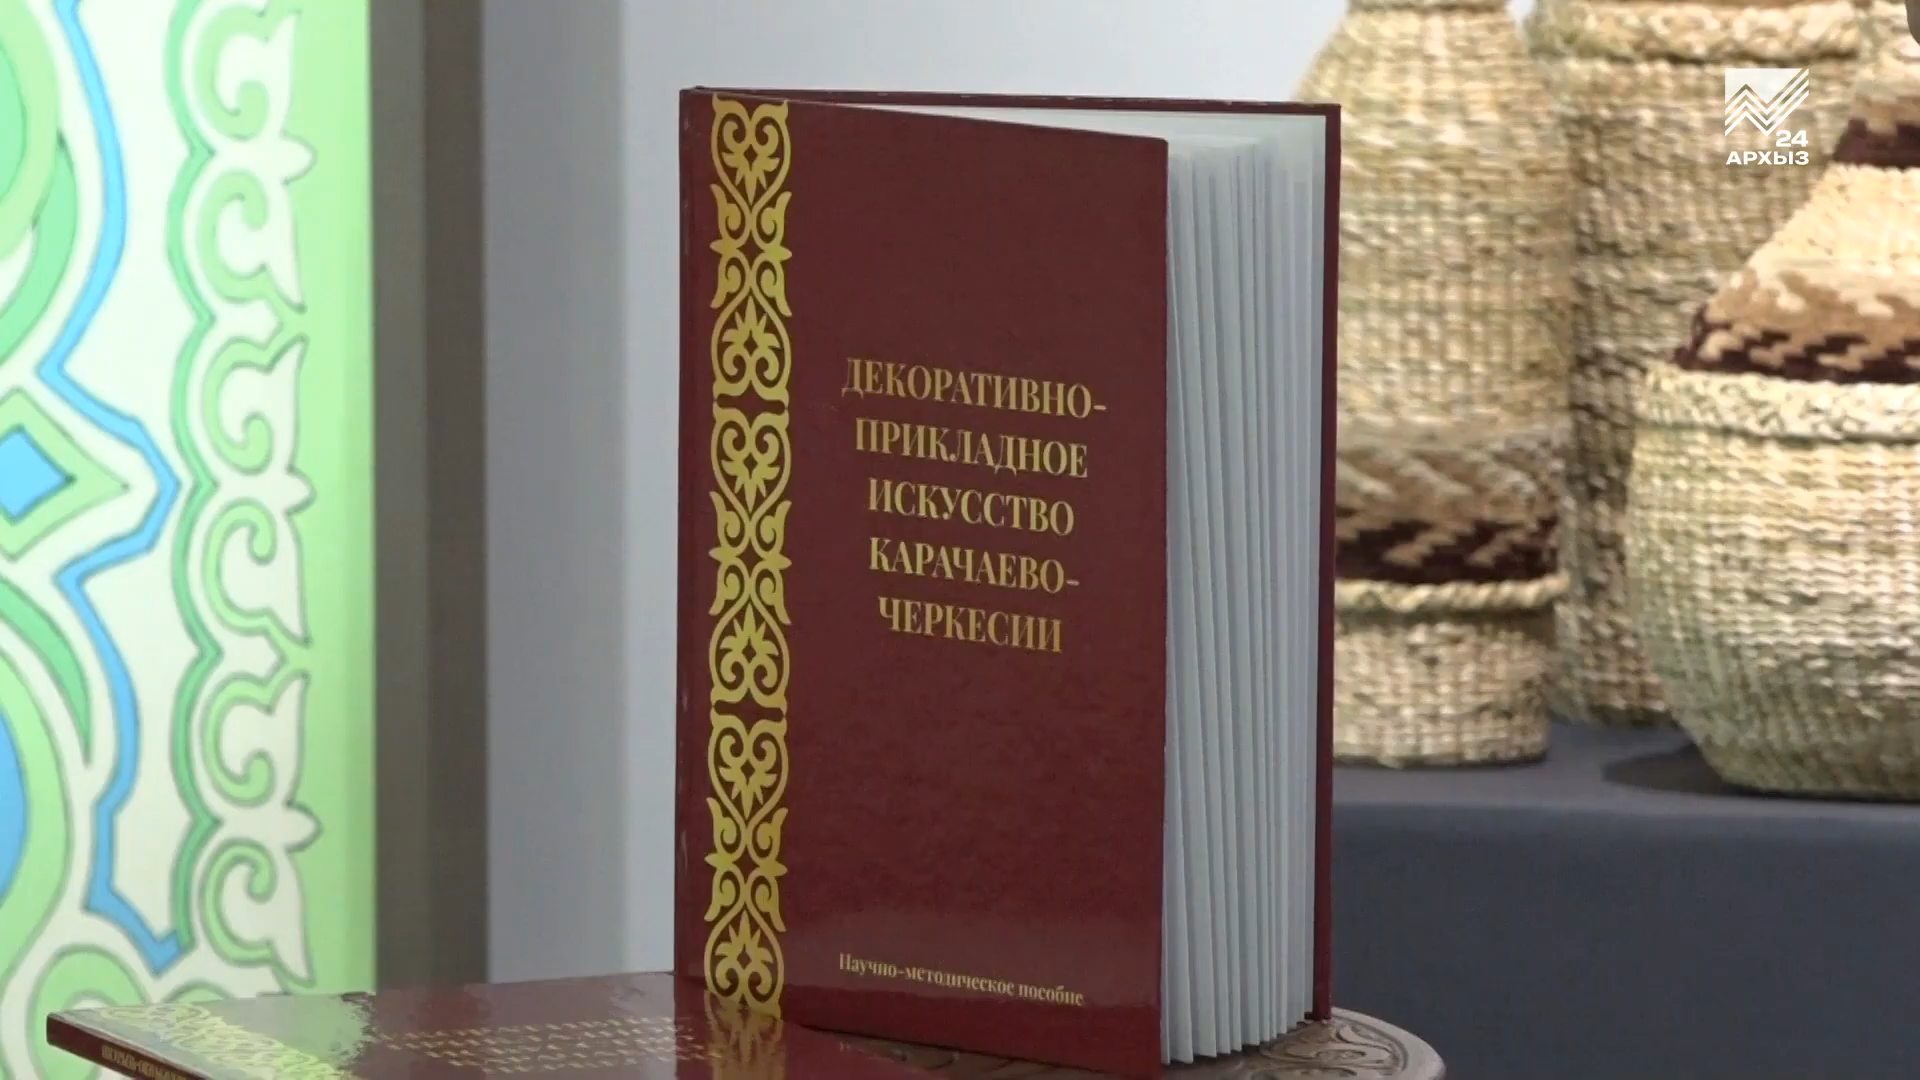 24
АРХЫЗ
ДЕКОРАТИВНО-
ПРИКЛАДНОЕ
ИСКУССТВО
КАРАЧАЕВО-
ЧЕРКЕСИИ
Научно-методическое пособие